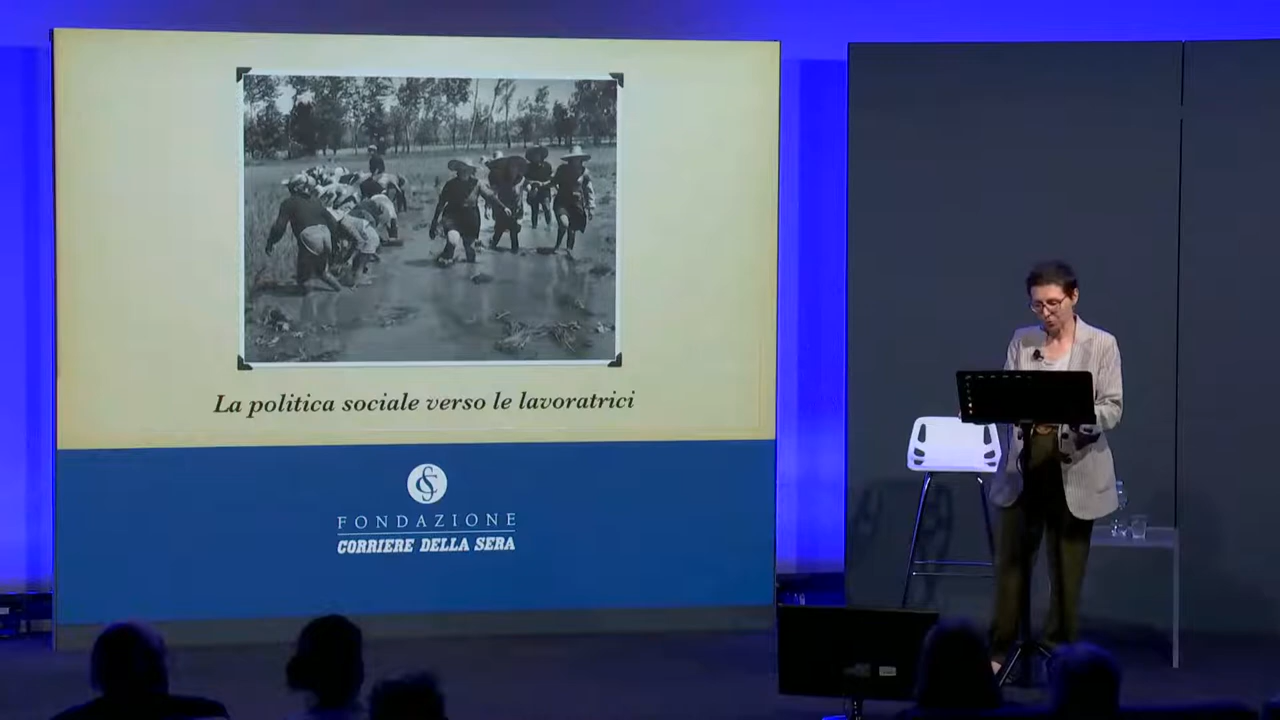 La politica sociale verso le lavoratrici
FONDAZIONE
CORRIERE DELLA SERA